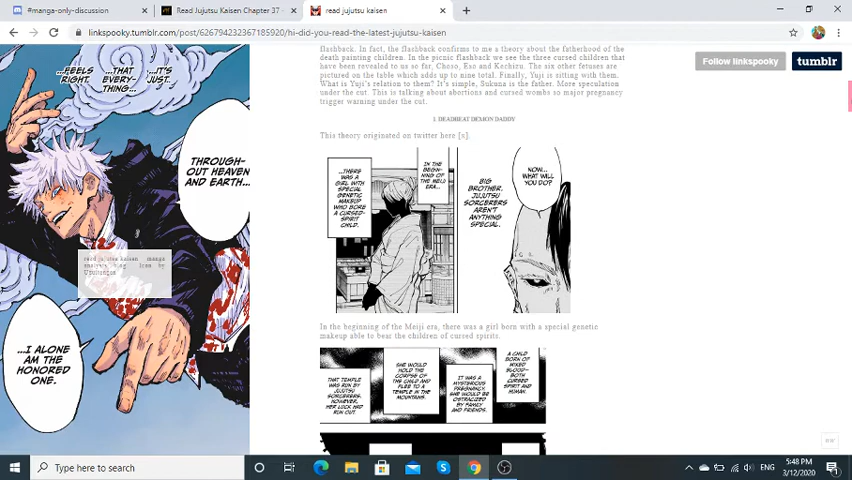 #manga-only-discussion
Read Jujutsu Kaisen Chapter 37 -
read jujutsu kaisen
linkspooky.tumblr.com/post/626794232367185920/hi-did-you-read-the-latest-jujutsu-kaisen
Follow linkspooky
tumblr
...IT'S JUST.
...THAT EVERY-THING...
...FEELS RIGHT.
THROUGH-
OUT HEAVEN
AND EARTH...
...I ALONE
AM THE
HONORED
ONE.
read jujutsu kaisen manga
flashback. In fact, the flashback confirms to me a theory about the fatherhood of the
death painting children. In the picnic flashback we see the three cursed children that
have been revealed to us so far, Choso, Eso and Kechizu. The six other fetuses are
pictured on the table which adds up to nine total. Finally, Yuji is sitting with them.
What is Yuji's relation to them? It's simple, Sukuna is the father. More speculation
under the cut. This is talking about abortions and cursed wombs so major pregnancy
trigger warning under the cut.
1. DEADBEAT DEMON DADDY
This theory originated on twitter here [x].
IN THE
BEGIN-
NING OF
THE MEIJI
ERA...
...THERE
WAS A
GIRL WITH
SPECIAL
GENETIC
MAKEUP
WHO BORE
A CURSED-
SPIRIT
CHILD.
NOW...
WHAT WILL
YOU DO?
BIG
BROTHER,
JUJUTSU
SORCERERS
AREN'T
ANYTHING
SPECIAL.
In the beginning of the Meiji era, there was a girl born with a special genetic
makeup able to bear the children of cursed spirits.
A CHILD
BORN OF
MIXED
BLOOD--
BOTH
CURSED
SPIRIT AND
HUMAN.
IT WAS A
MYSTERIOUS
PREGNANCY.
SHE WOULD BE
OSTRACIZED
BY FAMILY
AND FRIENDS.
SHE WOULD
HOLD THE
CORPSE OF
THE CHILD AND
FLEE TO A
TEMPLE IN THE
MOUNTAINS.
THAT TEMPLE
WAS RUN BY
JUJUTSU
SORCERERS.
HOWEVER,
HER LUCK HAD
RUN OUT.
Type here to search
ENG
5:48 PM
3/12/2020